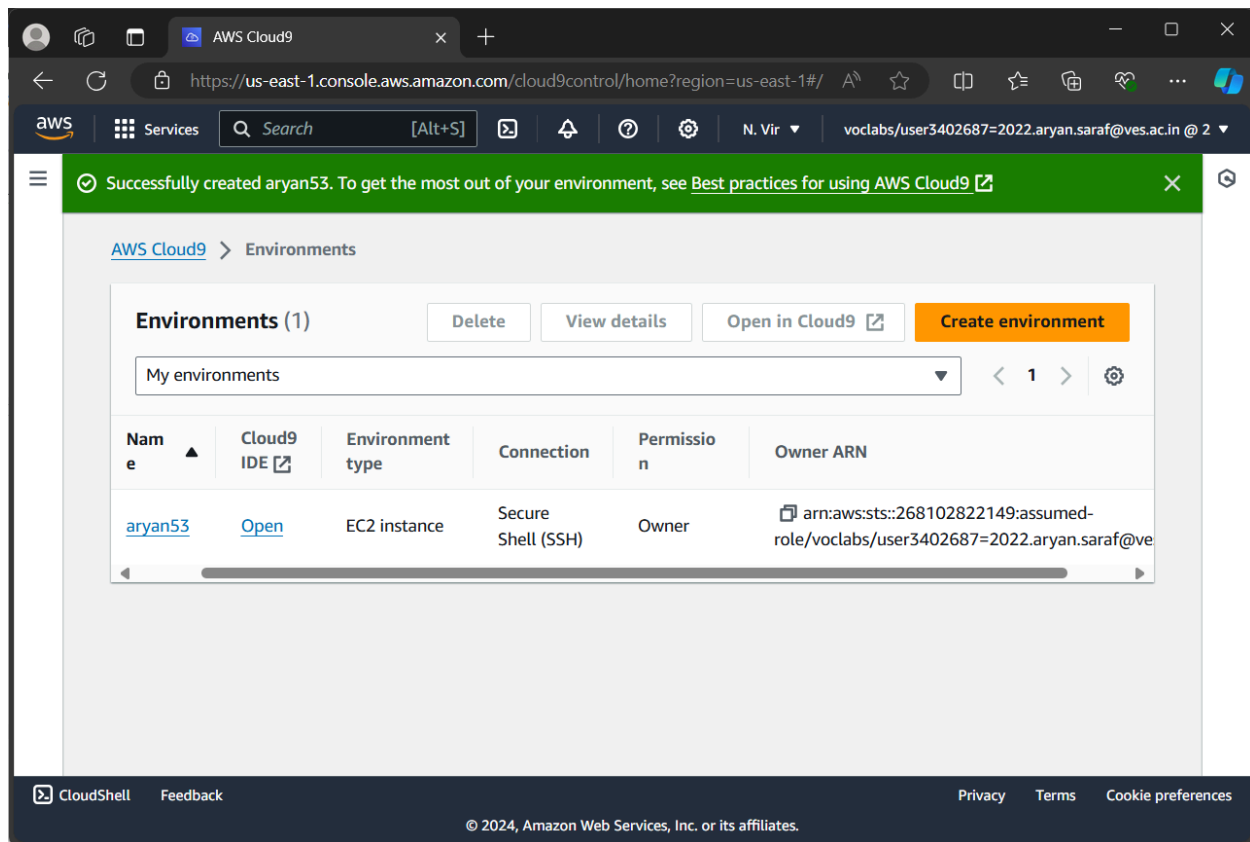 AWS Cloud9
https://us-east-1.console.aws.amazon.com/cloud9control/home?region=us-east-1#/
aws Services Search [Alt+S] N. Vir voclabs/user3402687=2022.aryan.saraf@ves.ac.in @ 2
Successfully created aryan53. To get the most out of your environment, see Best practices for using AWS Cloud9
AWS Cloud9 > Environments
Environments (1) Delete View details Open in Cloud9 Create environment
My environments 1
Nam
e
Cloud9
IDE
Environment
type
Connection
Permissio
n
Owner ARN
aryan53
Open
EC2 instance
Secure
Shell (SSH)
Owner
arn:aws:sts::268102822149:assumed-
role/voclabs/user3402687=2022.aryan.saraf@ve
CloudShell Feedback Privacy Terms Cookie preferences
© 2024, Amazon Web Services, Inc. or its affiliates.